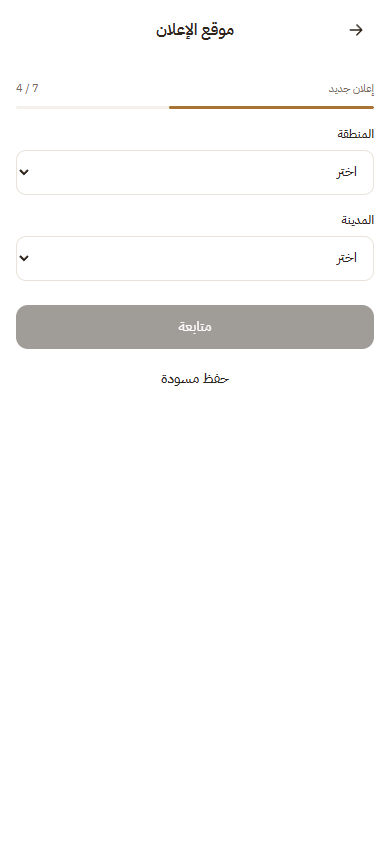 موقع الإعلان
إعلان جديد
4 / 7
المنطقة
اختر
المدينة
اختر
متابعة
حفظ مسودة